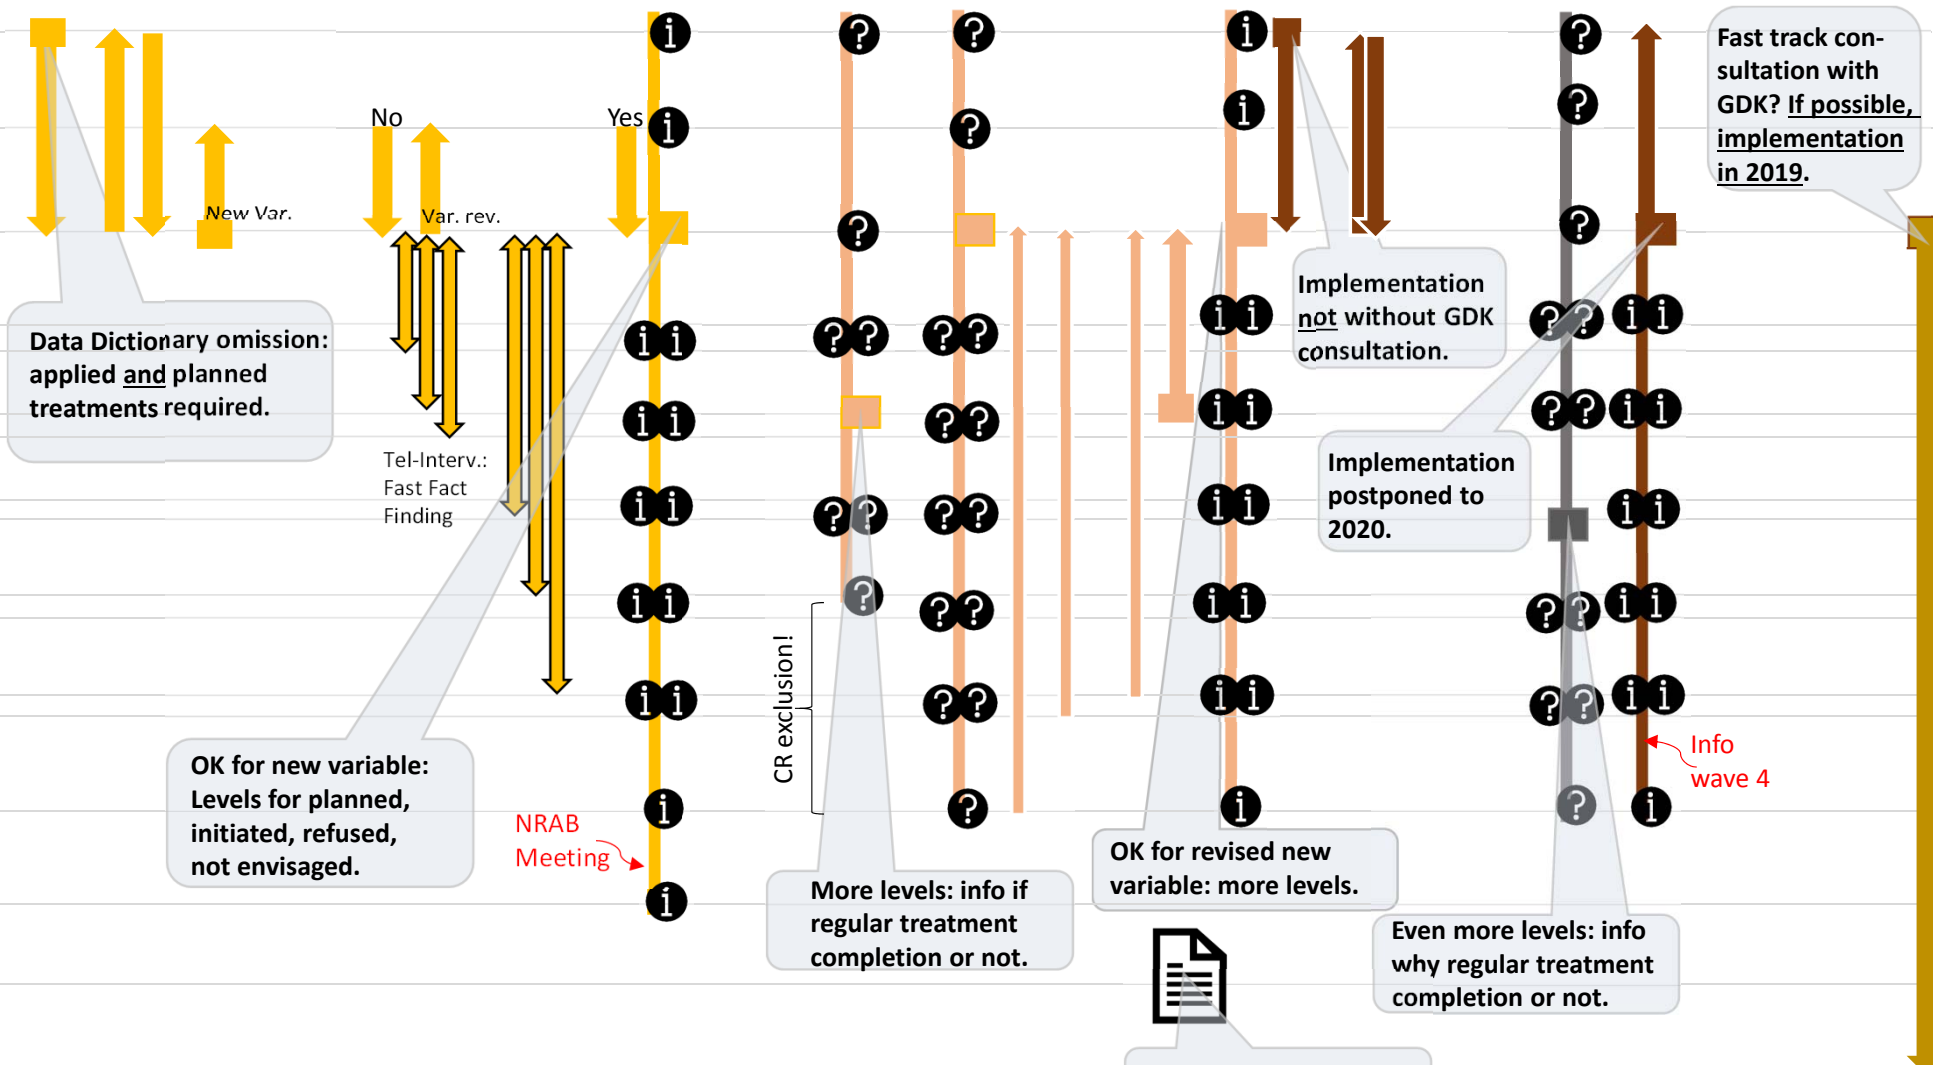 Fast track con-
sultation with
GDK? If possible,
implementation
in 2019.
No
Yes
New Var.
Var. rev.
Data Dictionary omission:
applied and planned
treatments required.
Implementation
not without GDK
consultation.
Tel-Interv.:
Fast Fact
Finding
Implementation
postponed to
2020.
CR exclusion!
OK for new variable:
Levels for planned,
initiated, refused,
not envisaged.
NRAB
Meeting
Info
wave 4
More levels: info if
regular treatment
completion or not.
OK for revised new
variable: more levels.
Even more levels: info
why regular treatment
completion or not.